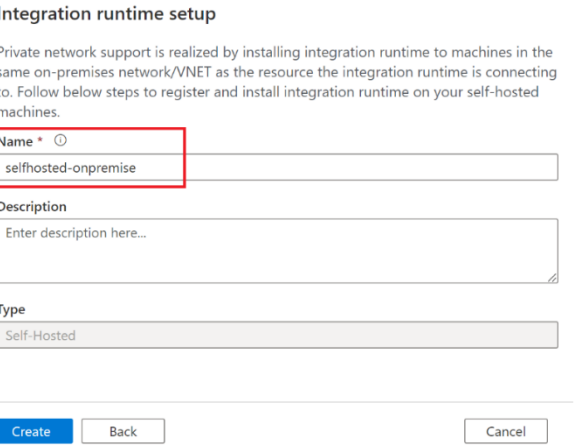 Integration runtime setup
Private network support is realized by installing integration runtime to machines in the
same on-premises network/VNET as the resource the integration runtime is connecting
to. Follow below steps to register and install integration runtime on your self-hosted
machines.
Name *
selfhosted-onpremise
Description
Enter description here...
Type
Self-Hosted
Create Back Cancel